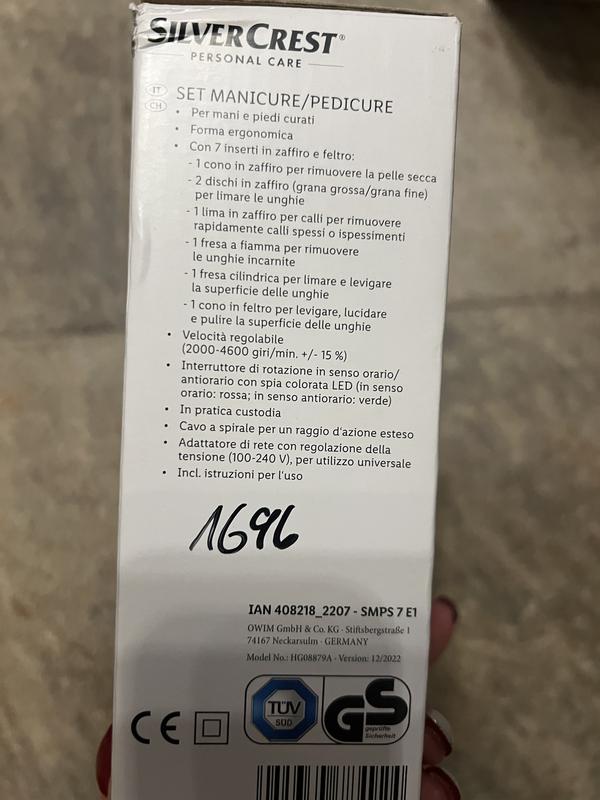 SILVERCREST®
PERSONAL CARE
IT
CH
SET MANICURE/PEDICURE
• Per mani e piedi curati
• Forma ergonomica
• Con 7 inserti in zaffiro e feltro:
- 1 cono in zaffiro per rimuovere la pelle secca
- 2 dischi in zaffiro (grana grossa/grana fine)
per limare le unghie
- 1 lima in zaffiro per calli per rimuovere
rapidamente calli spessi o ispessimenti
- 1 fresa a fiamma per rimuovere
le unghie incarnite
- 1 fresa cilindrica per limare e levigare
la superficie delle unghie
- 1 cono in feltro per levigare, lucidare
e pulire la superficie delle unghie
• Velocità regolabile
(2000-4600 giri/min. +/- 15 %)
• Interruttore di rotazione in senso orario/
antiorario con spia colorata LED (in senso
orario: rossa; in senso antiorario: verde)
• In pratica custodia
• Cavo a spirale per un raggio d'azione esteso
• Adattatore di rete con regolazione della
tensione (100-240 V), per utilizzo universale
• Incl. istruzioni per l'uso
1696
IAN 408218_2207 - SMPS 7 E1
OWIM GmbH & Co. KG · Stiftsbergstraße 1
74167 Neckarsulm · GERMANY
Model No.: HG08879A · Version: 12/2022
CE
TÜV
SÜD
GS
geprüfte
Sicherheit